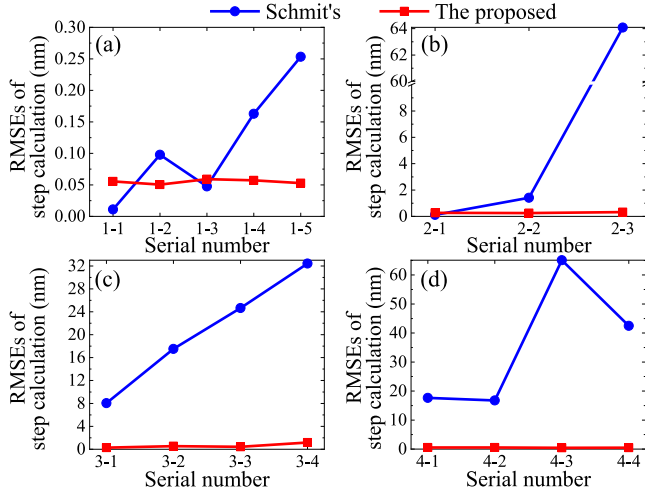 Schmit's The proposed
(a)
RMSEs of
step calculation (nm)
0.30
0.25
0.20
0.15
0.10
0.05
0.00
1-1 1-2 1-3 1-4 1-5
Serial number
(b)
RMSEs of
step calculation (nm)
64
60
8
6
4
2
0
2-1 2-2 2-3
Serial number
(c)
RMSEs of
step calculation (nm)
32
28
24
20
16
12
8
4
0
3-1 3-2 3-3 3-4
Serial number
(d)
RMSEs of
step calculation (nm)
60
50
40
30
20
10
0
4-1 4-2 4-3 4-4
Serial number